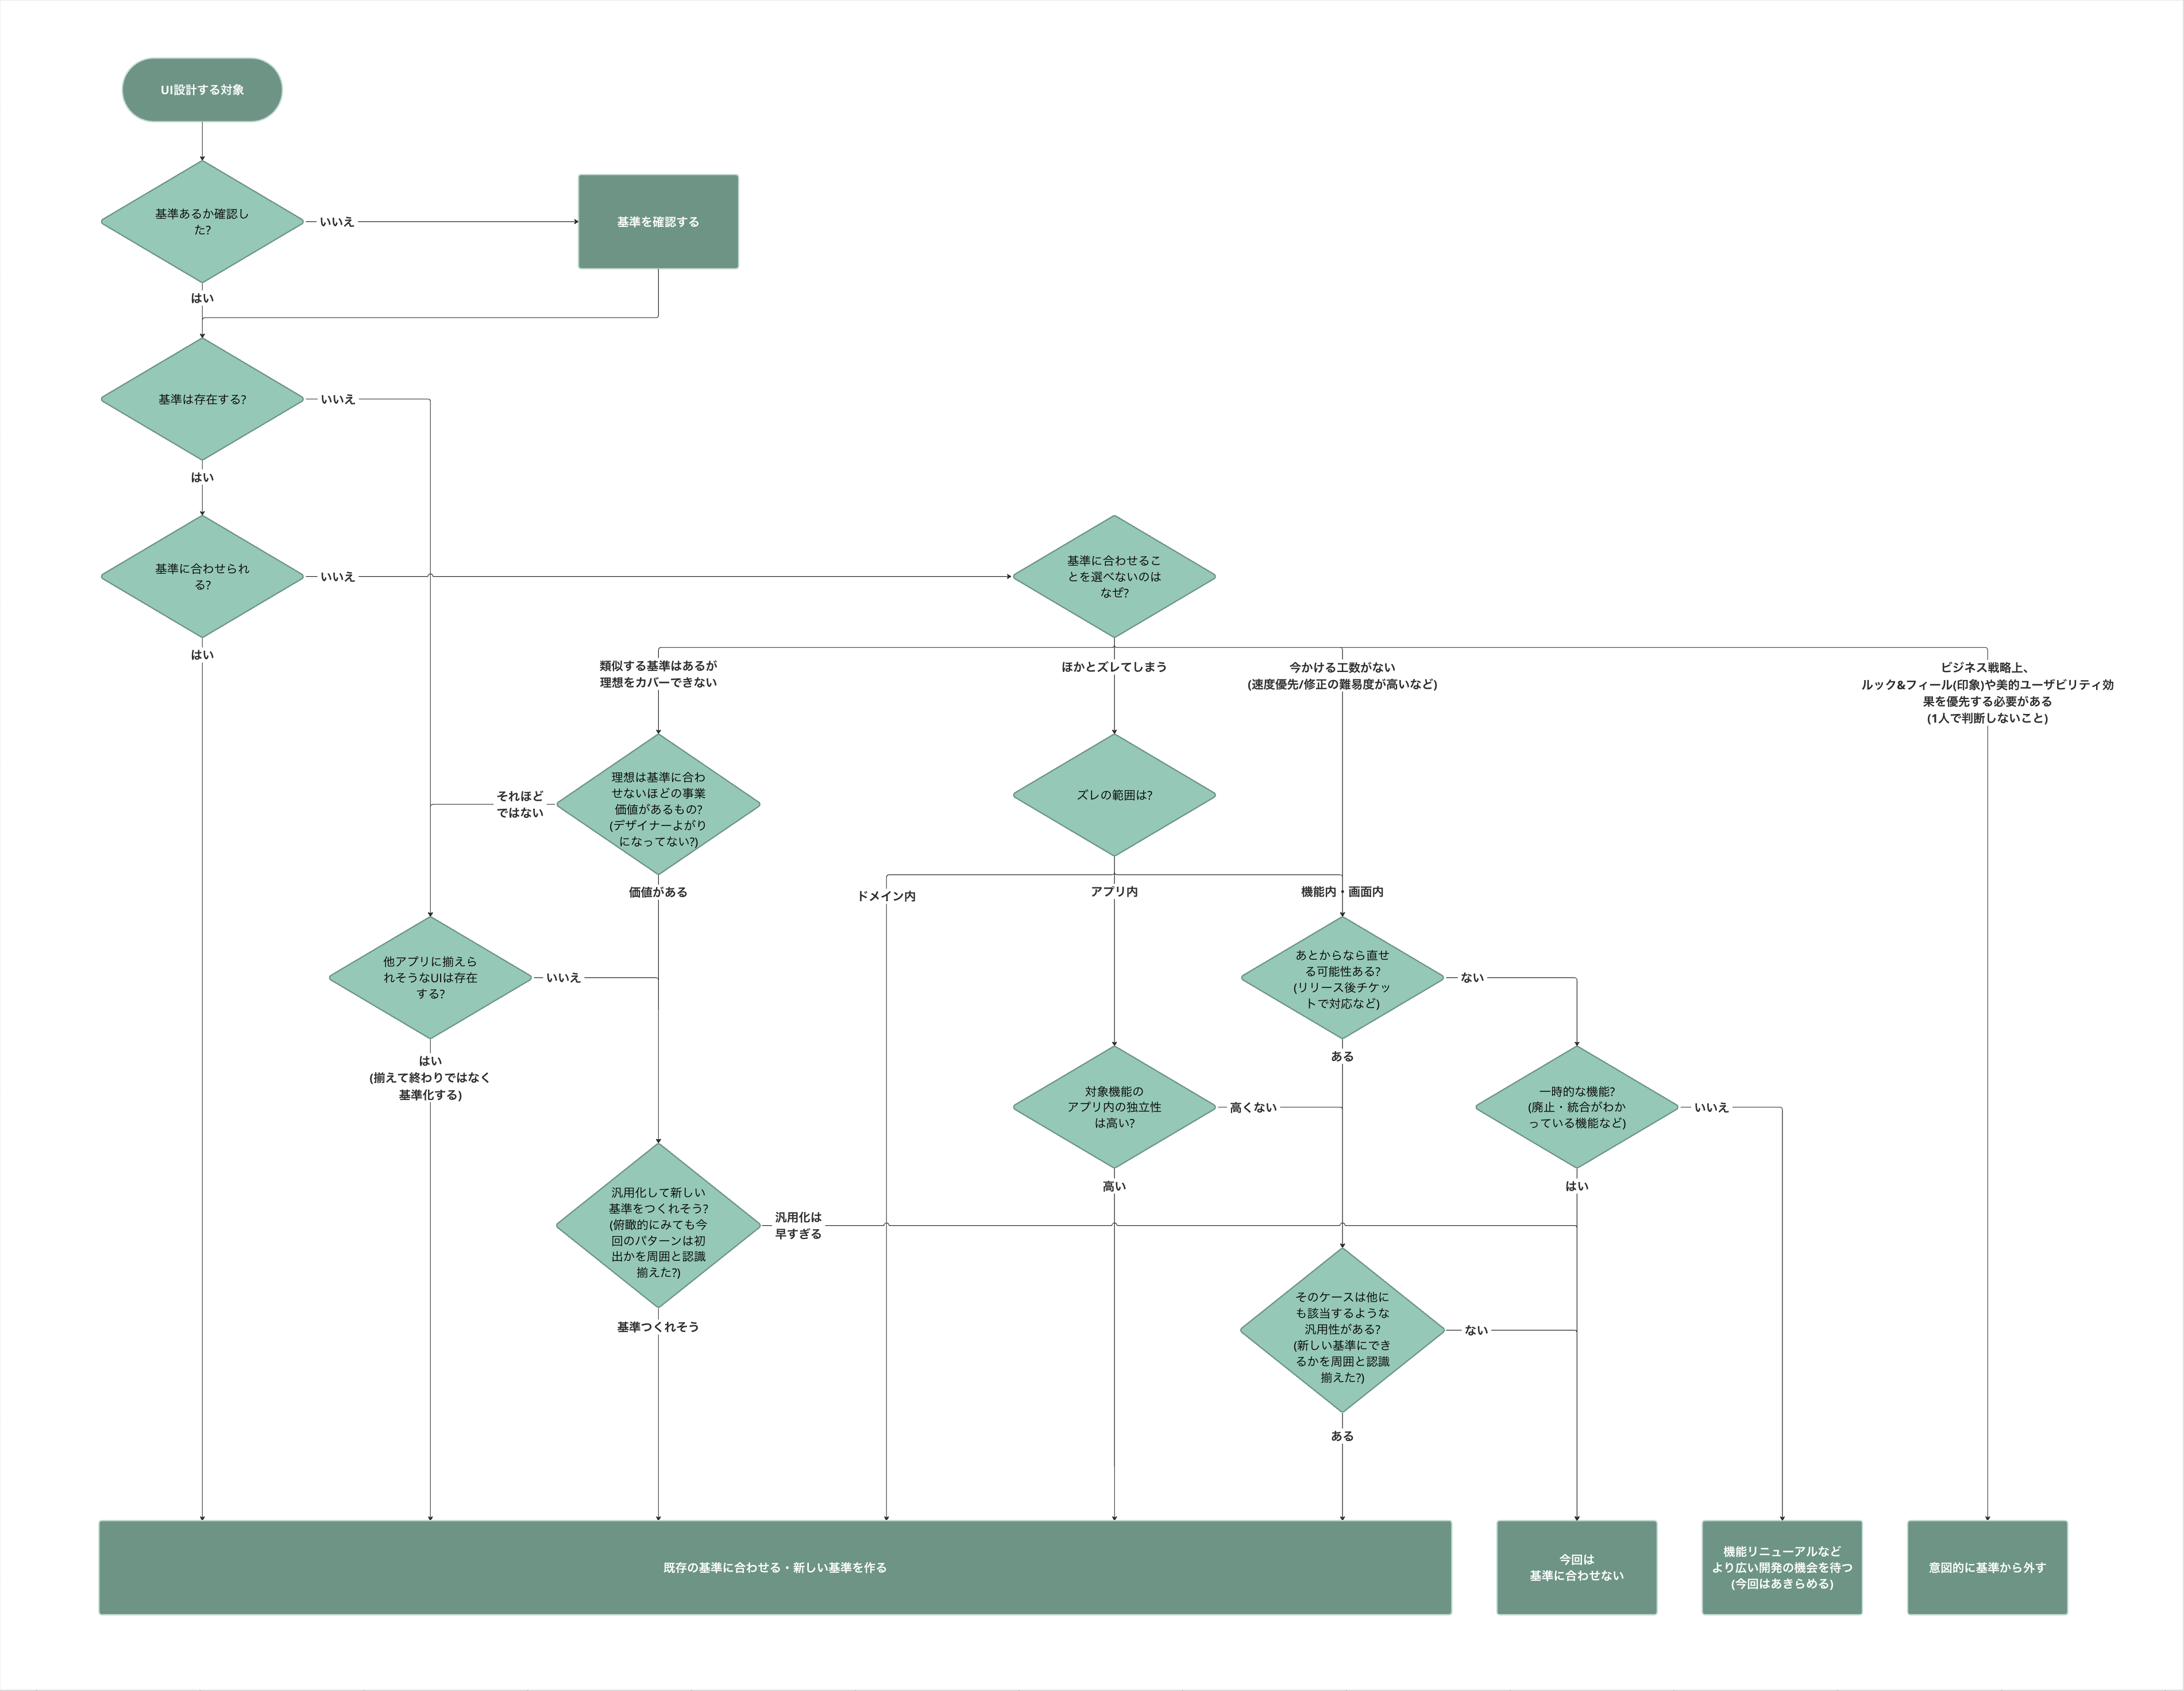 UI設計する対象
基準あるか確認し
た?
いいえ
基準を確認する
はい
基準は存在する?
いいえ
はい
基準に合わせられ
る?
いいえ
基準に合わせるこ
とを選べないのは
なぜ?
はい
類似する基準はあるが
理想をカバーできない
ほかとズレてしまう
今かける工数がない
(速度優先/修正の難易度が高いなど)
ビジネス戦略上、
ルック&フィール(印象)や美的ユーザビリティ効
果を優先する必要がある
(1人で判断しないこと)
理想は基準に合わ
せないほどの事業
価値があるもの?
(デザイナーよがり
になってない?)
それほど
ではない
ズレの範囲は?
価値がある
ドメイン内
アプリ内
機能内・画面内
他アプリに揃えら
れそうなUIは存在
する?
いいえ
あとからなら直せ
る可能性ある?
(リリース後チケッ
トで対応など)
ない
はい
(揃えて終わりではなく
基準化する)
ある
対象機能の
アプリ内の独立性
は高い?
高くない
一時的な機能?
(廃止・統合がわか
っている機能など)
いいえ
高い
はい
汎用化して新しい
基準をつくれそう?
(俯瞰的にみても今
回のパターンは初
出かを周囲と認識
揃えた?)
汎用化は
早すぎる
基準つくれそう
そのケースは他に
も該当するような
汎用性がある?
(新しい基準にでき
るかを周囲と認識
揃えた?)
ない
ある
既存の基準に合わせる・新しい基準を作る
今回は
基準に合わせない
機能リニューアルなど
より広い開発の機会を待つ
(今回はあきらめる)
意図的に基準から外す